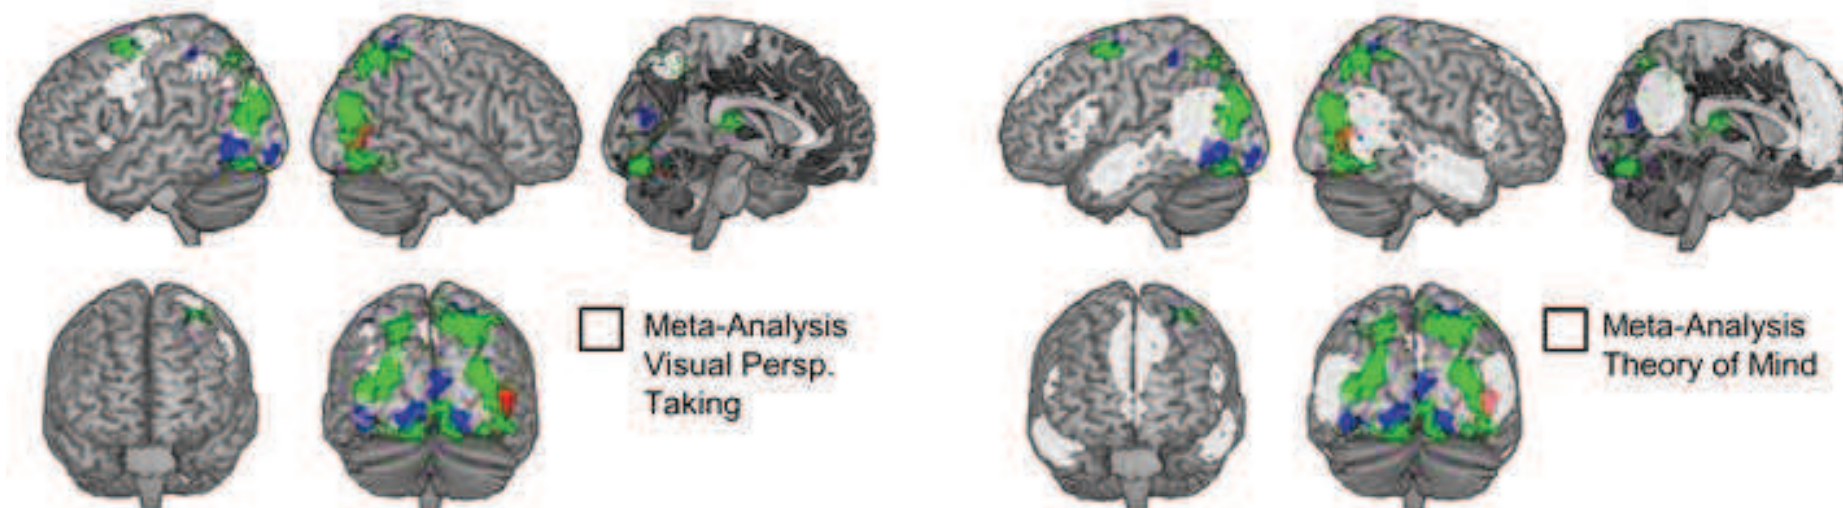 Meta-Analysis
Visual Persp.
Taking
Meta-Analysis
Theory of Mind